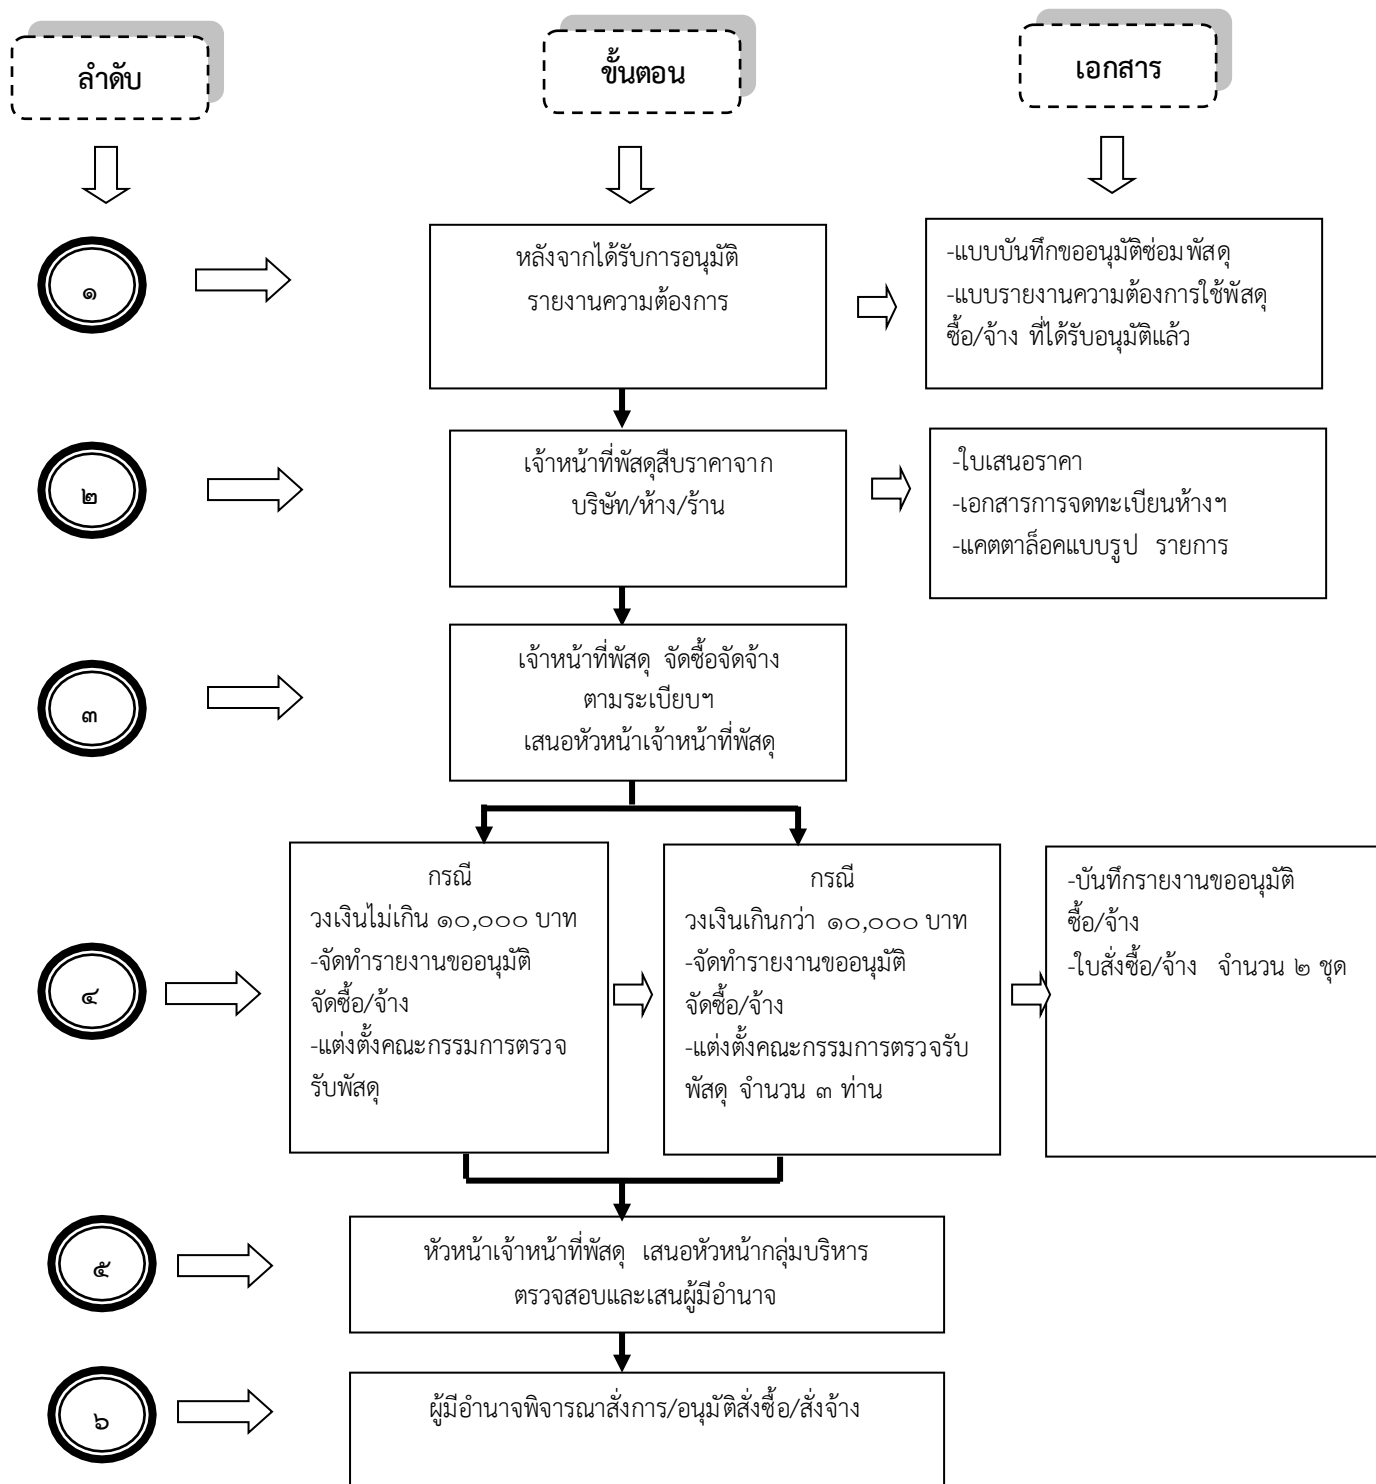 ลำดับ
ขั้นตอน
เอกสาร
๑
หลังจากได้รับการอนุมัติ
รายงานความต้องการ
-แบบบันทึกขออนุมัติซ่อมพัสดุ
-แบบรายงานความต้องการใช้พัสดุ
ซื้อ/จ้าง ที่ได้รับอนุมัติแล้ว
๒
เจ้าหน้าที่พัสดุสืบราคาจาก
บริษัท/ห้าง/ร้าน
-ใบเสนอราคา
-เอกสารการจดทะเบียนห้างฯ
-แคตตาล็อคแบบรูป รายการ
๓
เจ้าหน้าที่พัสดุ จัดซื้อจัดจ้าง
ตามระเบียบฯ
เสนอหัวหน้าเจ้าหน้าที่พัสดุ
๔
กรณี
วงเงินไม่เกิน ๑๐,๐๐๐ บาท
-จัดทำรายงานขออนุมัติ
จัดซื้อ/จ้าง
-แต่งตั้งคณะกรรมการตรวจ
รับพัสดุ
กรณี
วงเงินเกินกว่า ๑๐,๐๐๐ บาท
-จัดทำรายงานขออนุมัติ
จัดซื้อ/จ้าง
-แต่งตั้งคณะกรรมการตรวจรับ
พัสดุ จำนวน ๓ ท่าน
-บันทึกรายงานขออนุมัติ
ซื้อ/จ้าง
-ใบสั่งซื้อ/จ้าง จำนวน ๒ ชุด
๕
หัวหน้าเจ้าหน้าที่พัสดุ เสนอหัวหน้ากลุ่มบริหาร
ตรวจสอบและเสนผู้มีอำนาจ
๖
ผู้มีอำนาจพิจารณาสั่งการ/อนุมัติสั่งซื้อ/สั่งจ้าง